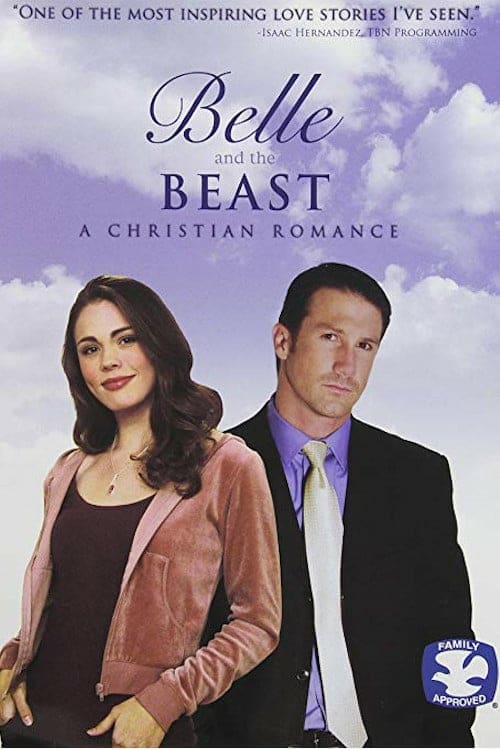 "ONE OF THE MOST INSPIRING LOVE STORIES I'VE SEEN."
-ISAAC HERNANDEZ, TBN PROGRAMMING
Belle
and the
BEAST
A CHRISTIAN ROMANCE
FAMILY
APPROVED
®